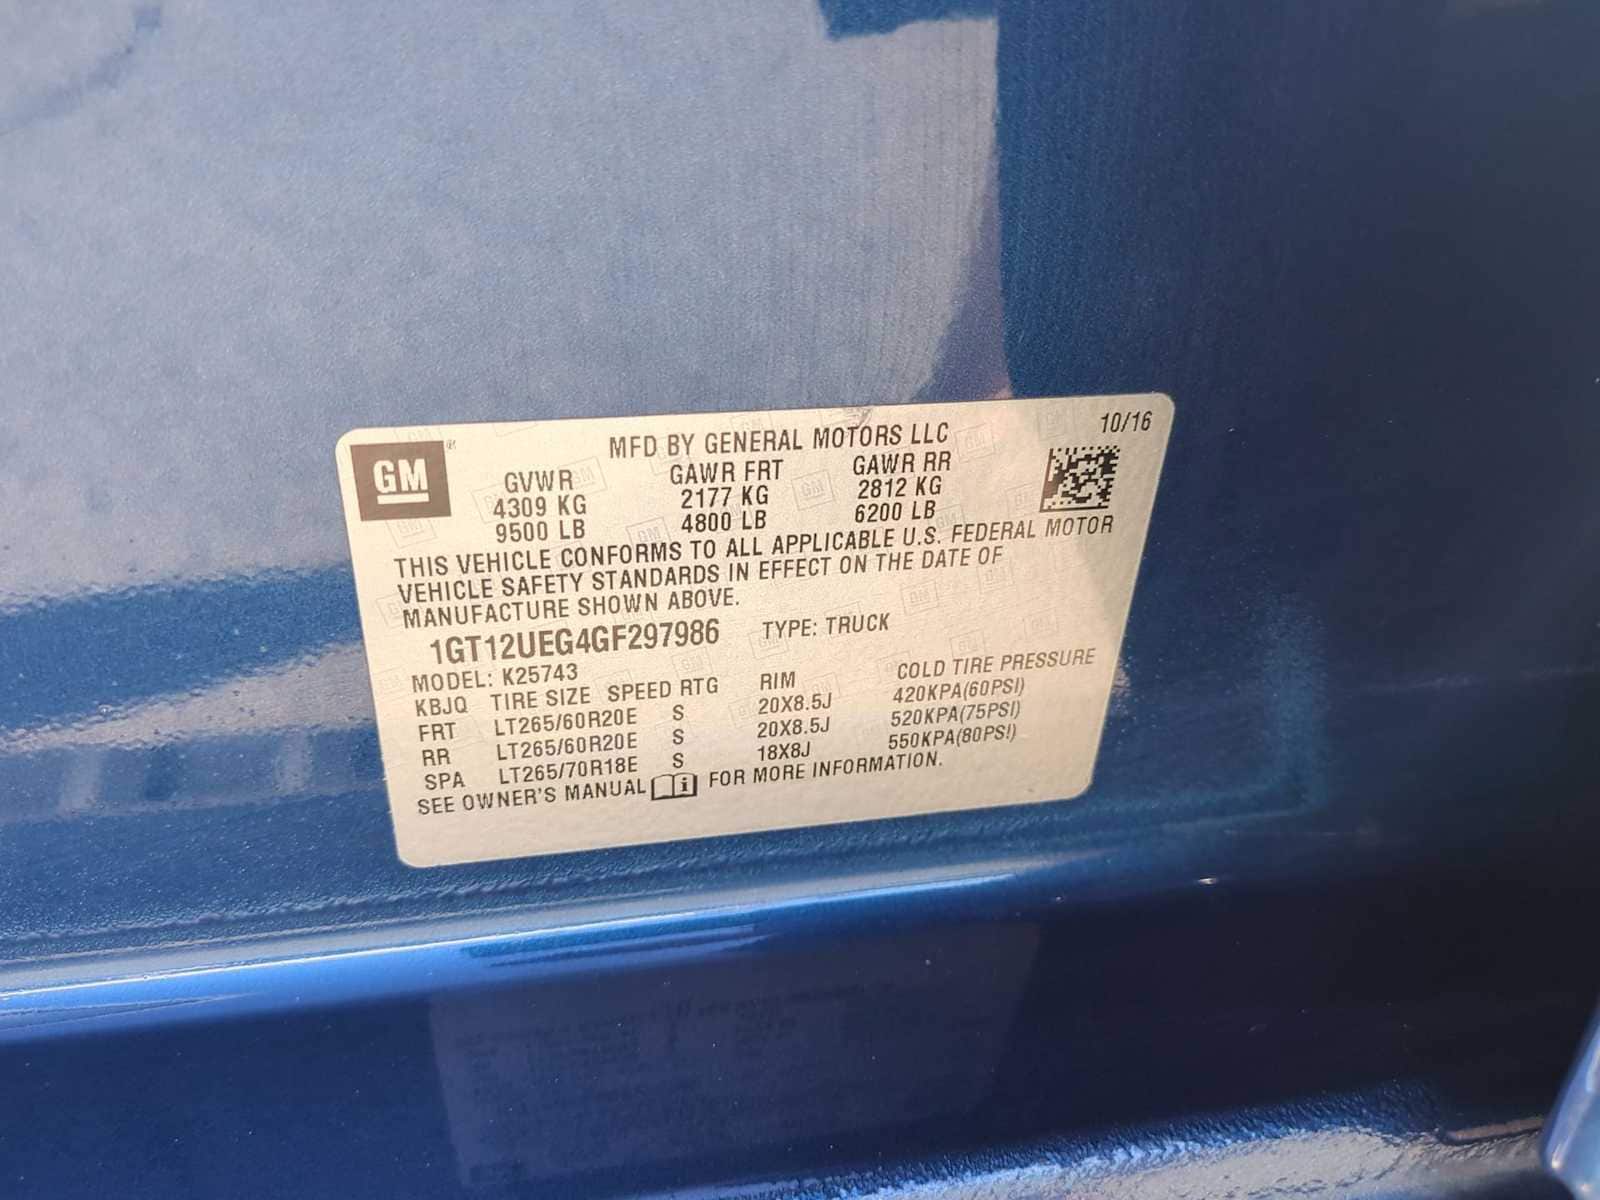 GM®
MFD BY GENERAL MOTORS LLC
10/16
GVWR GAWR FRT GAWR RR
4309 KG 2177 KG 2812 KG
9500 LB 4800 LB 6200 LB
THIS VEHICLE CONFORMS TO ALL APPLICABLE U.S. FEDERAL MOTOR
VEHICLE SAFETY STANDARDS IN EFFECT ON THE DATE OF
MANUFACTURE SHOWN ABOVE.
1GT12UEG4GF297986 TYPE: TRUCK
MODEL: K25743
KBJQ TIRE SIZE SPEED RTG RIM COLD TIRE PRESSURE
FRT LT265/60R20E S 20X8.5J 420KPA(60PSI)
RR LT265/60R20E S 20X8.5J 520KPA(75PSI)
SPA LT265/70R18E S 18X8J 550KPA(80PSI)
SEE OWNER'S MANUAL i FOR MORE INFORMATION.